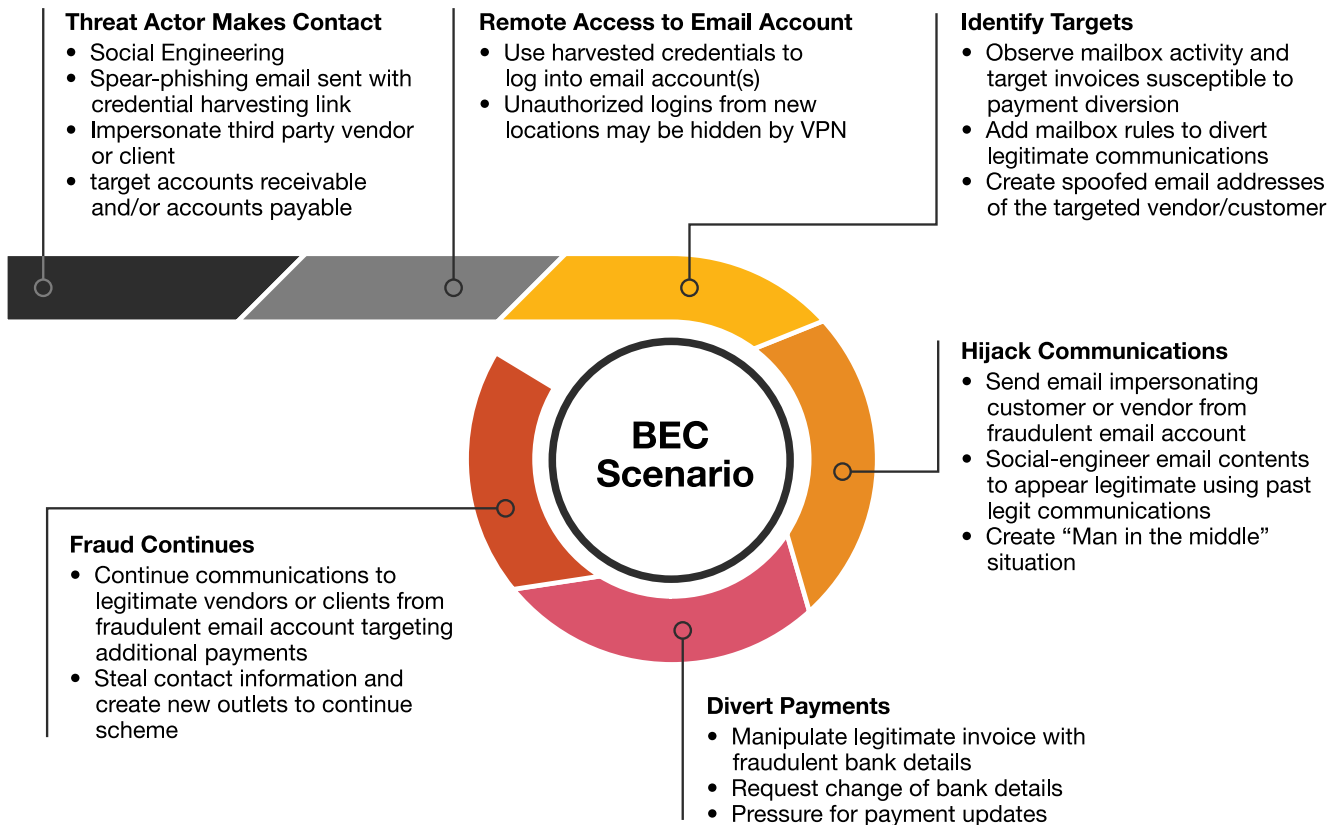 Threat Actor Makes Contact
• Social Engineering
• Spear-phishing email sent with
credential harvesting link
• Impersonate third party vendor
or client
• target accounts receivable
and/or accounts payable
Remote Access to Email Account
• Use harvested credentials to
log into email account(s)
• Unauthorized logins from new
locations may be hidden by VPN
Identify Targets
• Observe mailbox activity and
target invoices susceptible to
payment diversion
• Add mailbox rules to divert
legitimate communications
• Create spoofed email addresses
of the targeted vendor/customer
Hijack Communications
• Send email impersonating
customer or vendor from
fraudulent email account
• Social-engineer email contents
to appear legitimate using past
legit communications
• Create “Man in the middle”
situation
BEC
Scenario
Divert Payments
• Manipulate legitimate invoice with
fraudulent bank details
• Request change of bank details
• Pressure for payment updates
Fraud Continues
• Continue communications to
legitimate vendors or clients from
fraudulent email account targeting
additional payments
• Steal contact information and
create new outlets to continue
scheme